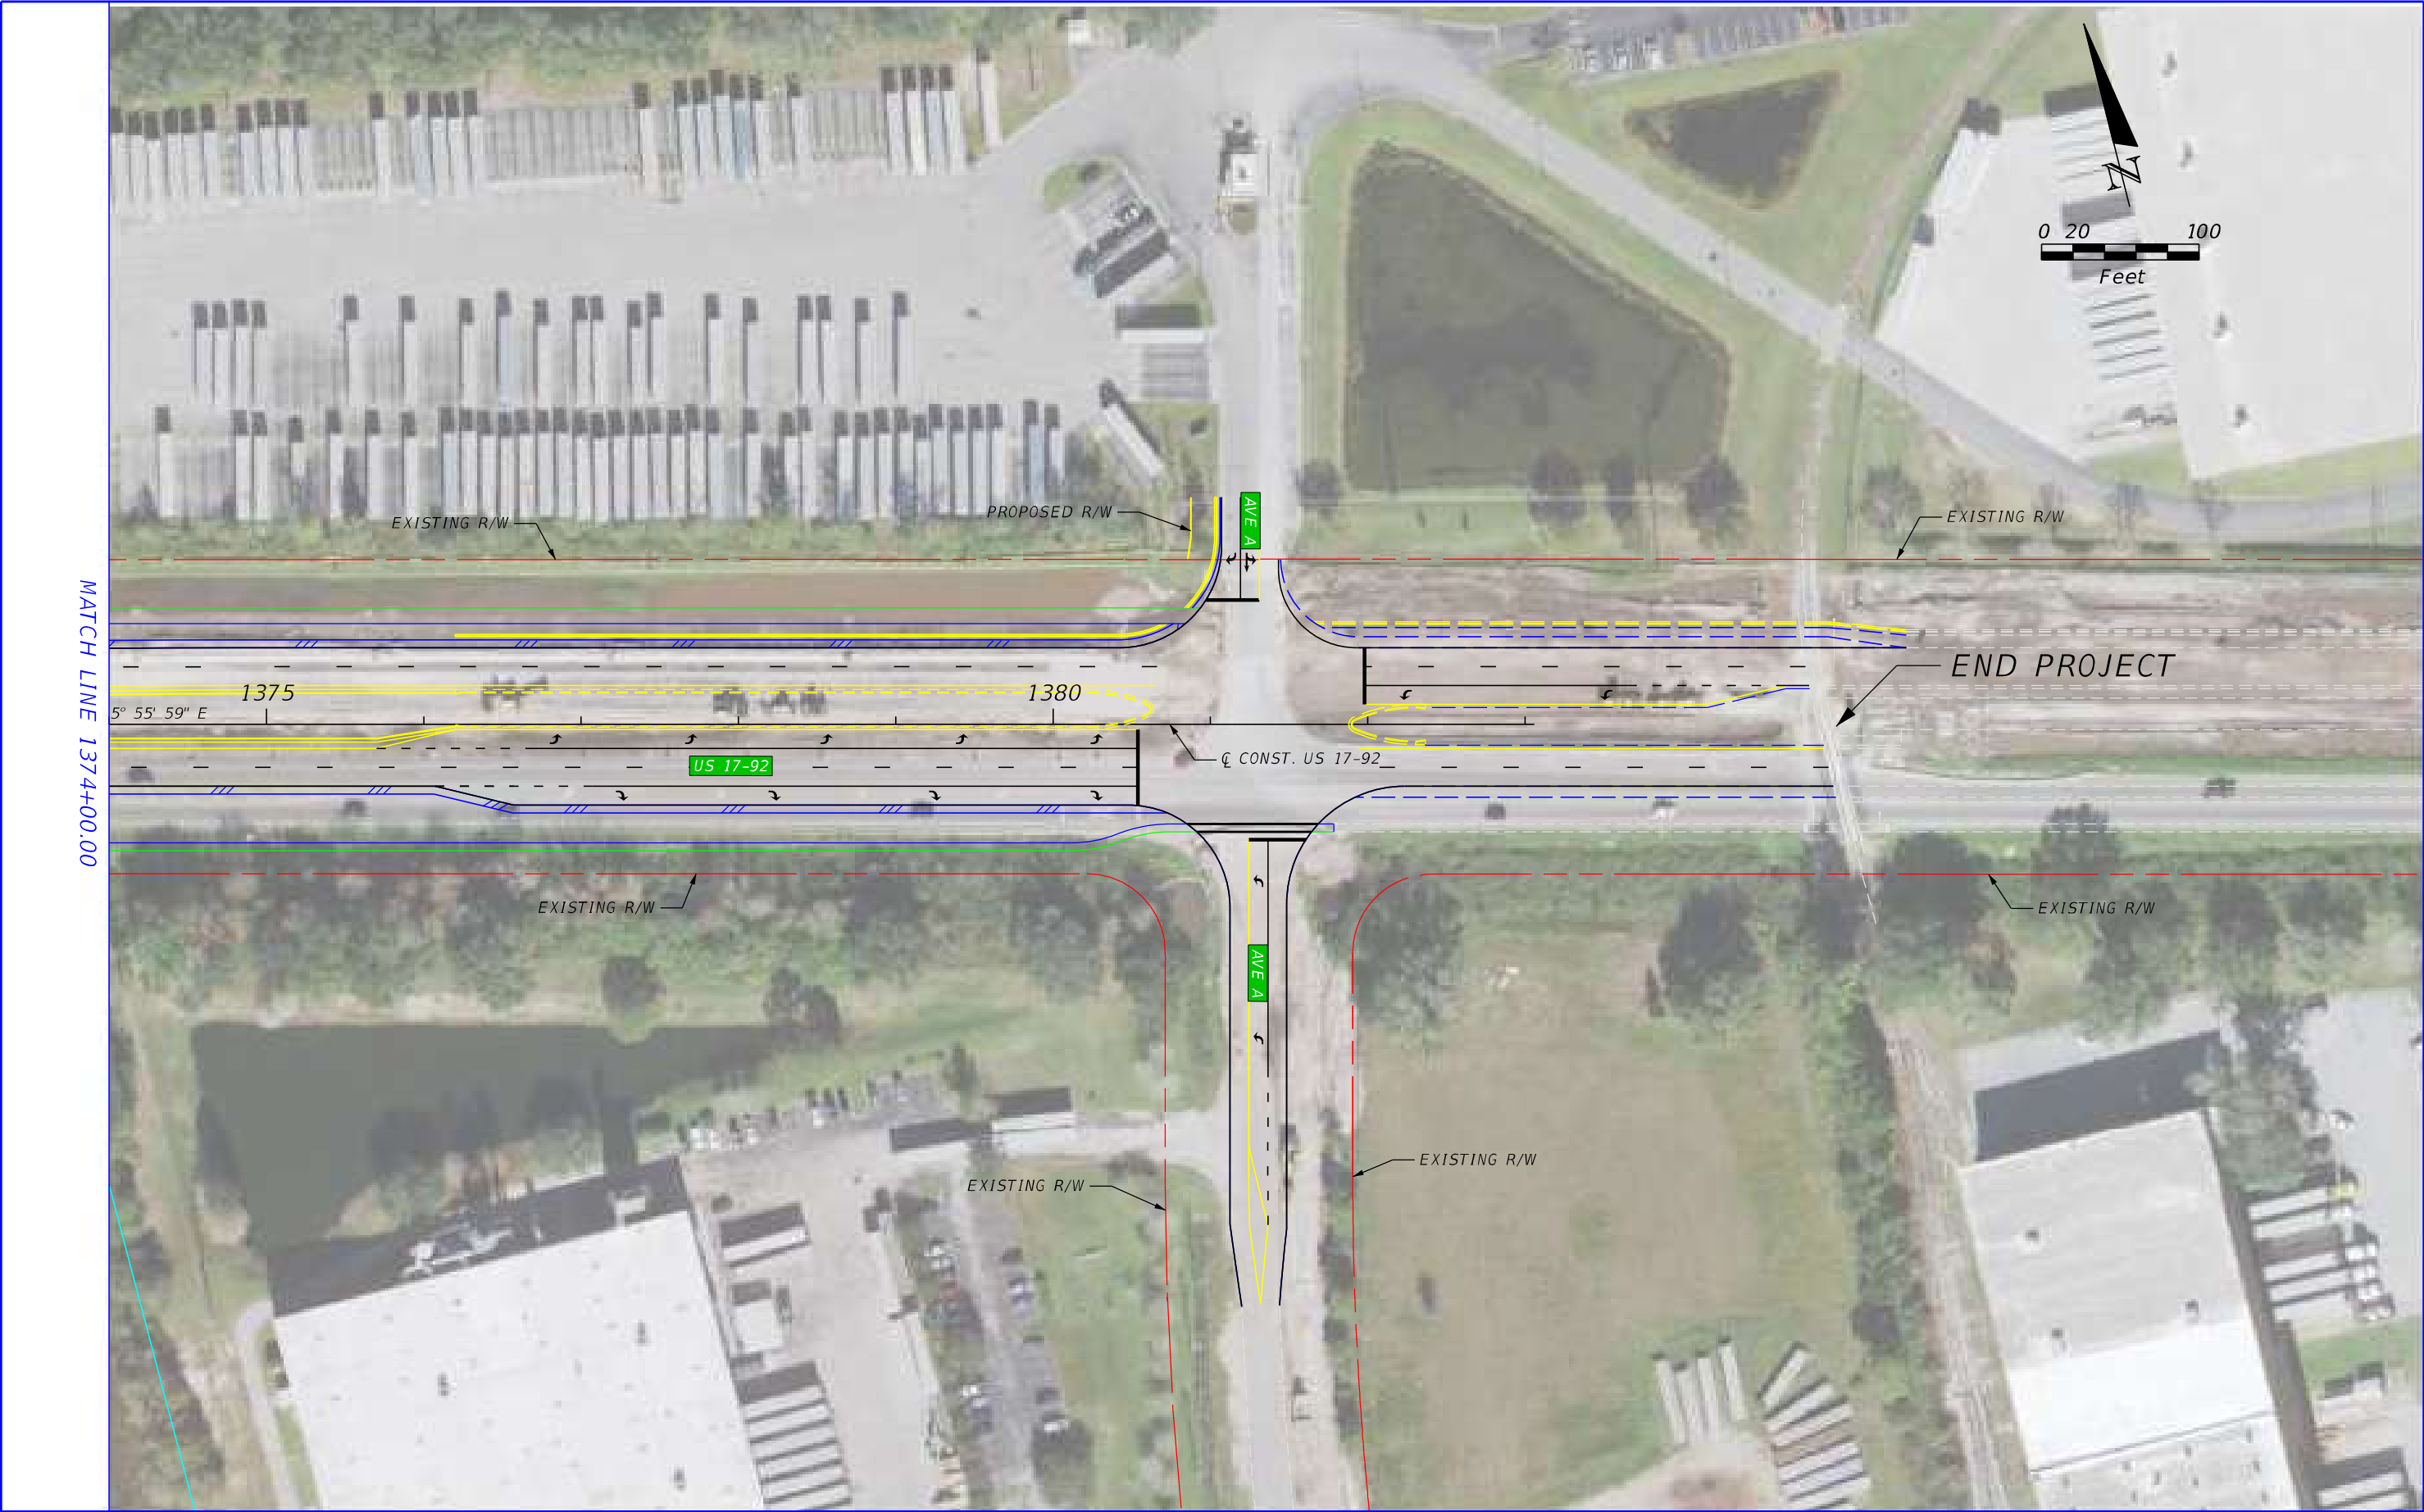 N
0 20 100
Feet
EXISTING R/W
PROPOSED R/W
AVE A
EXISTING R/W
MATCH LINE 1374+00.00
1375
1380
END PROJECT
5° 55' 59" E
US 17-92
℄ CONST. US 17-92
EXISTING R/W
EXISTING R/W
AVE A
EXISTING R/W
EXISTING R/W